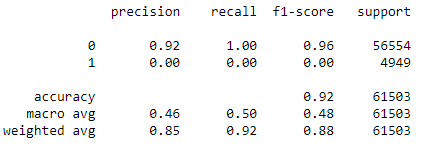 precision recall f1-score support
0 0.92 1.00 0.96 56554
1 0.00 0.00 0.00 4949
accuracy 0.92 61503
macro avg 0.46 0.50 0.48 61503
weighted avg 0.85 0.92 0.88 61503